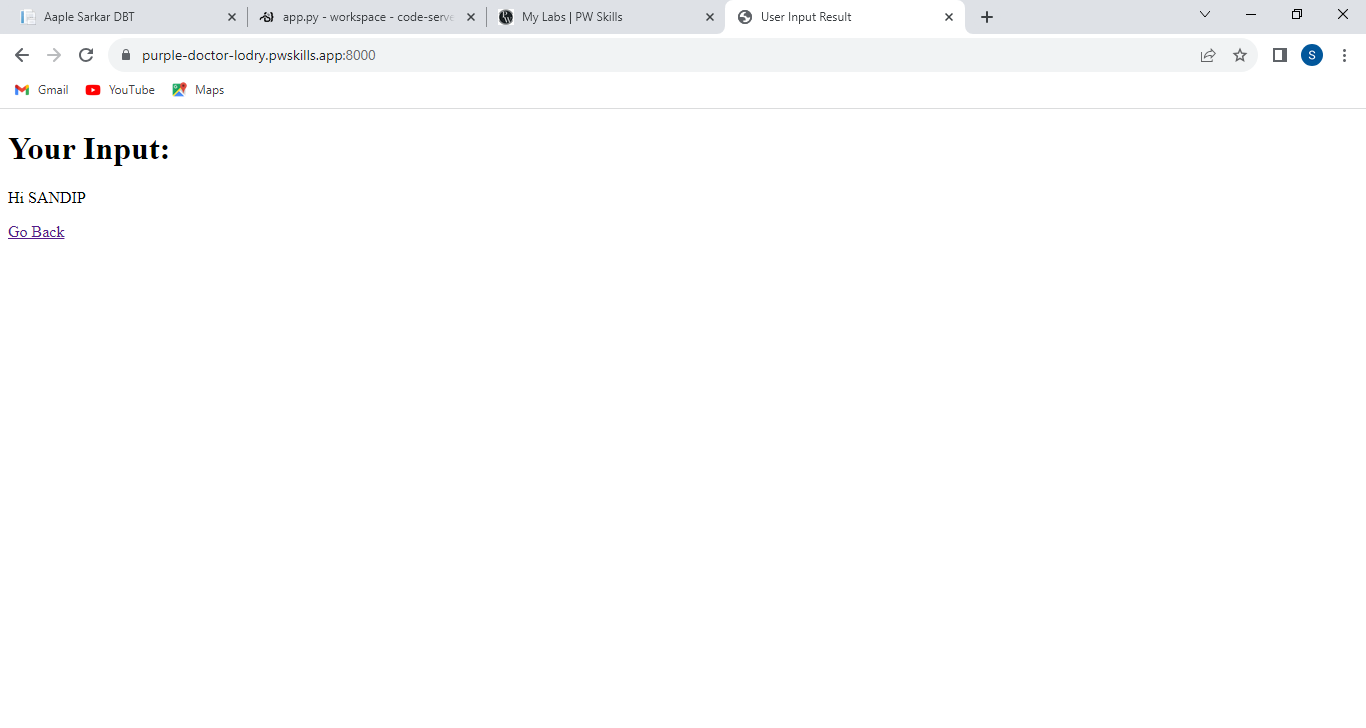 Aaple Sarkar DBT
app.py - workspace - code-serve
My Labs | PW Skills
User Input Result
purple-doctor-lodry.pwskills.app:8000
S
Gmail
YouTube
Maps
Your Input:
Hi SANDIP
Go Back